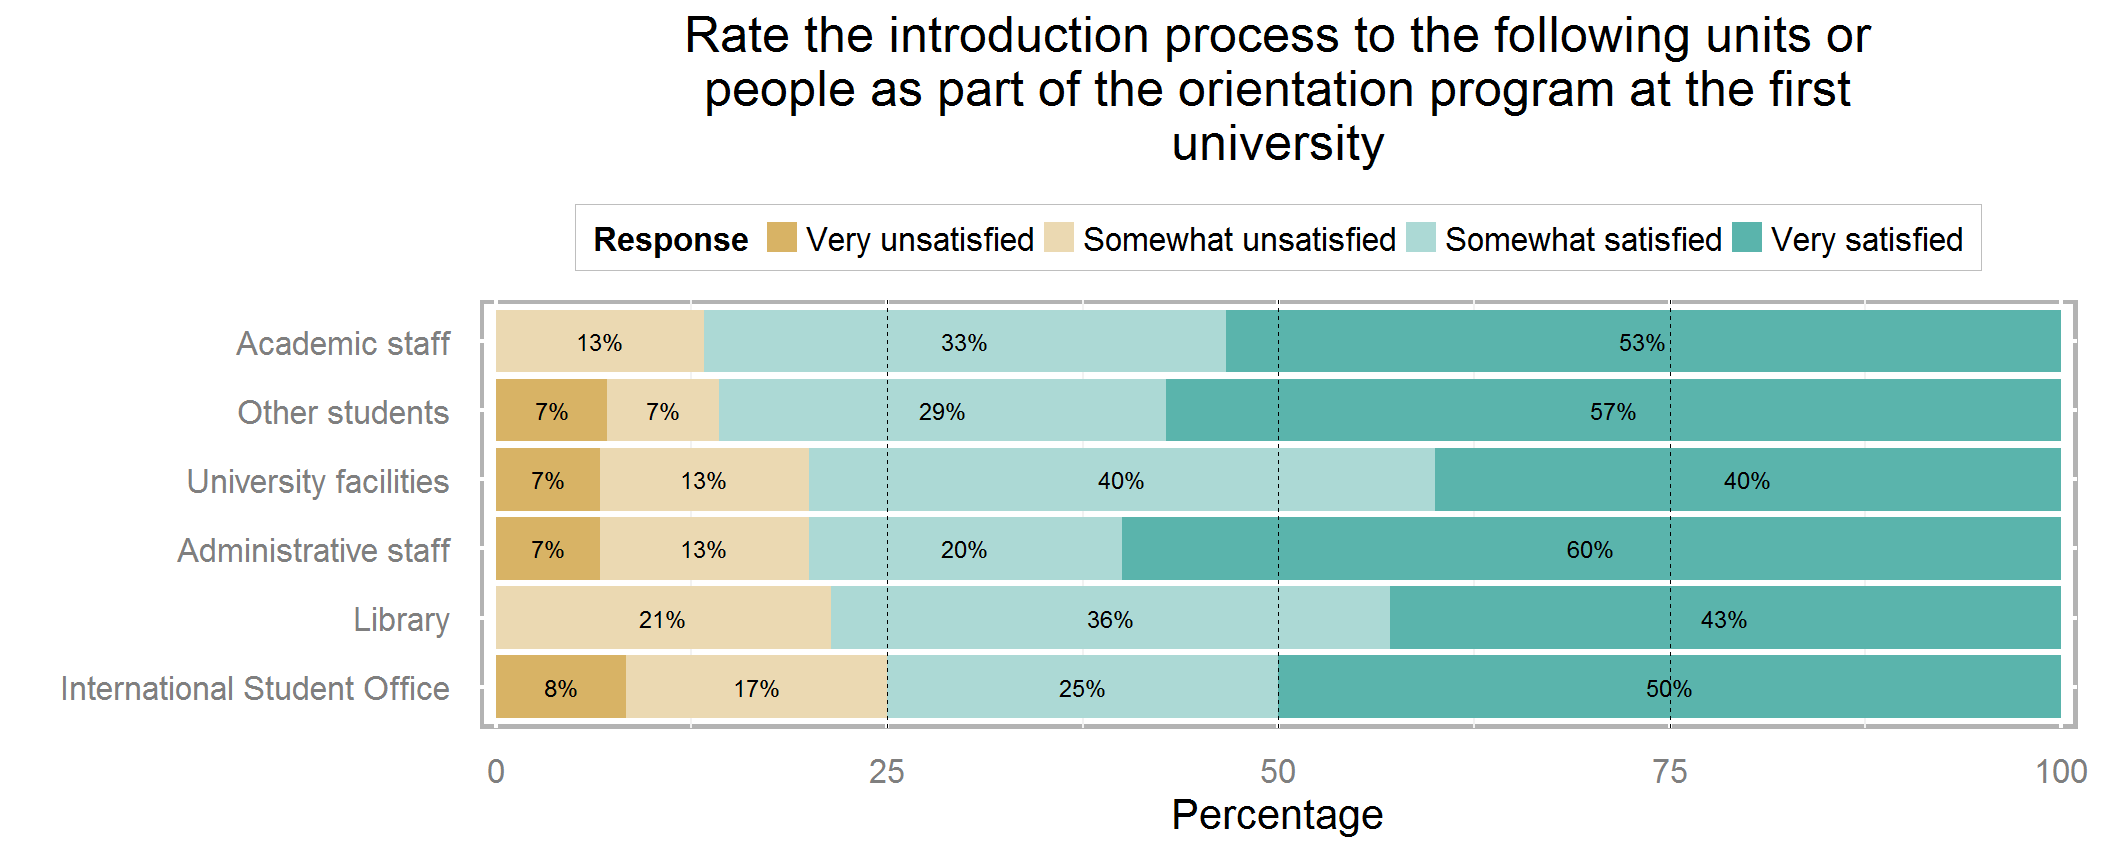 Rate the introduction process to the following units or
people as part of the orientation program at the first
university
Response Very unsatisfied Somewhat unsatisfied Somewhat satisfied Very satisfied
Academic staff 13% 33% 53%
Other students 7% 7% 29% 57%
University facilities 7% 13% 40% 40%
Administrative staff 7% 13% 20% 60%
Library 21% 36% 43%
International Student Office 8% 17% 25% 50%
0 25 50 75 100
Percentage